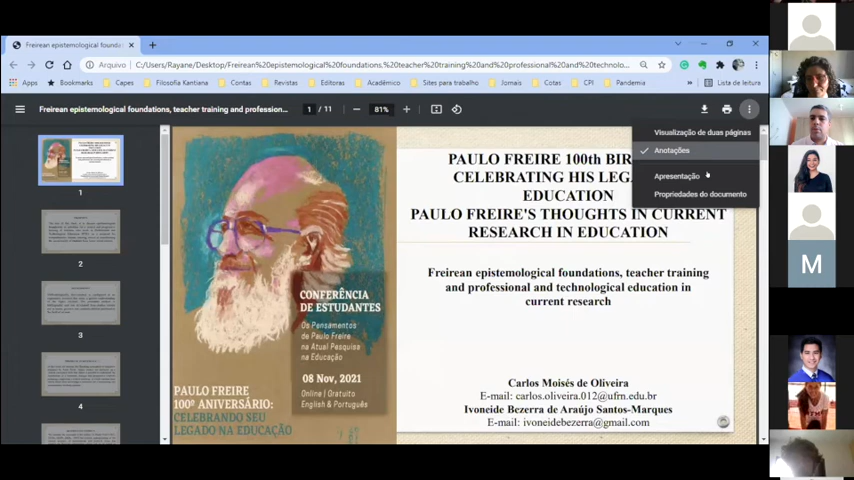 Freirean epistemological founda
Arquivo
C:/Users/Rayane/Desktop/Freirean%20epistemological%20foundations,%20teacher%20training%20and%20professional%20and%20technolo...
Apps
Bookmarks
Capes
Filosofia Kantiana
Contas
Revistas
Editoras
Acadêmico
Sites para trabalho
Jornais
Cotas
CPI
Pandemia
»
Lista de leitura
Freirean epistemological foundations, teacher training and profession...
1 / 11
81%
Visualização de duas páginas
Anotações
Apresentação
Propriedades do documento
1
2
3
4
PAULO FREIRE 100th BIR
CELEBRATING HIS LEG
EDUCATION
PAULO FREIRE'S THOUGHTS IN CURRENT
RESEARCH IN EDUCATION
Freirean epistemological foundations, teacher training
and professional and technological education in
current research
Carlos Moisés de Oliveira
E-mail: carlos.oliveira.012@ufrn.edu.br
Ivoneide Bezerra de Araújo Santos-Marques
E-mail: ivoneidebezerra@gmail.com
CONFERÊNCIA
DE ESTUDANTES
Os Pensamentos
de Paulo Freire
na Atual Pesquisa
na Educação
08 Nov, 2021
Online | Gratuito
English & Português
PAULO FREIRE
100º ANIVERSÁRIO:
CELEBRANDO SEU
LEGADO NA EDUCAÇÃO
M